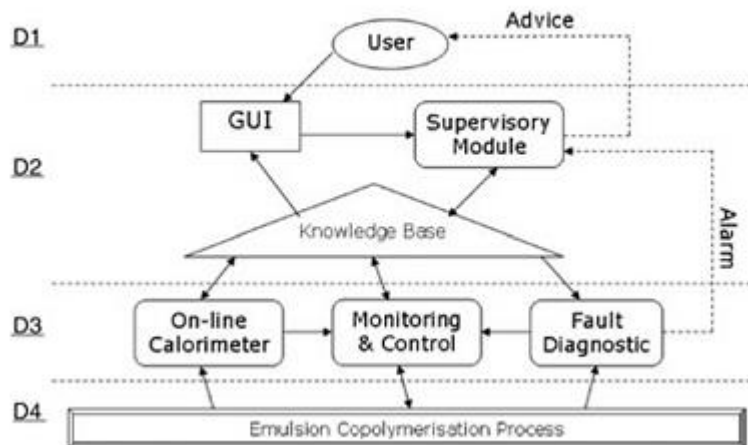 D1
User
Advice
D2
GUI
Supervisory
Module
Knowledge Base
Alarm
D3
On-line
Calorimeter
Monitoring
& Control
Fault
Diagnostic
D4
Emulsion Copolymerisation Process